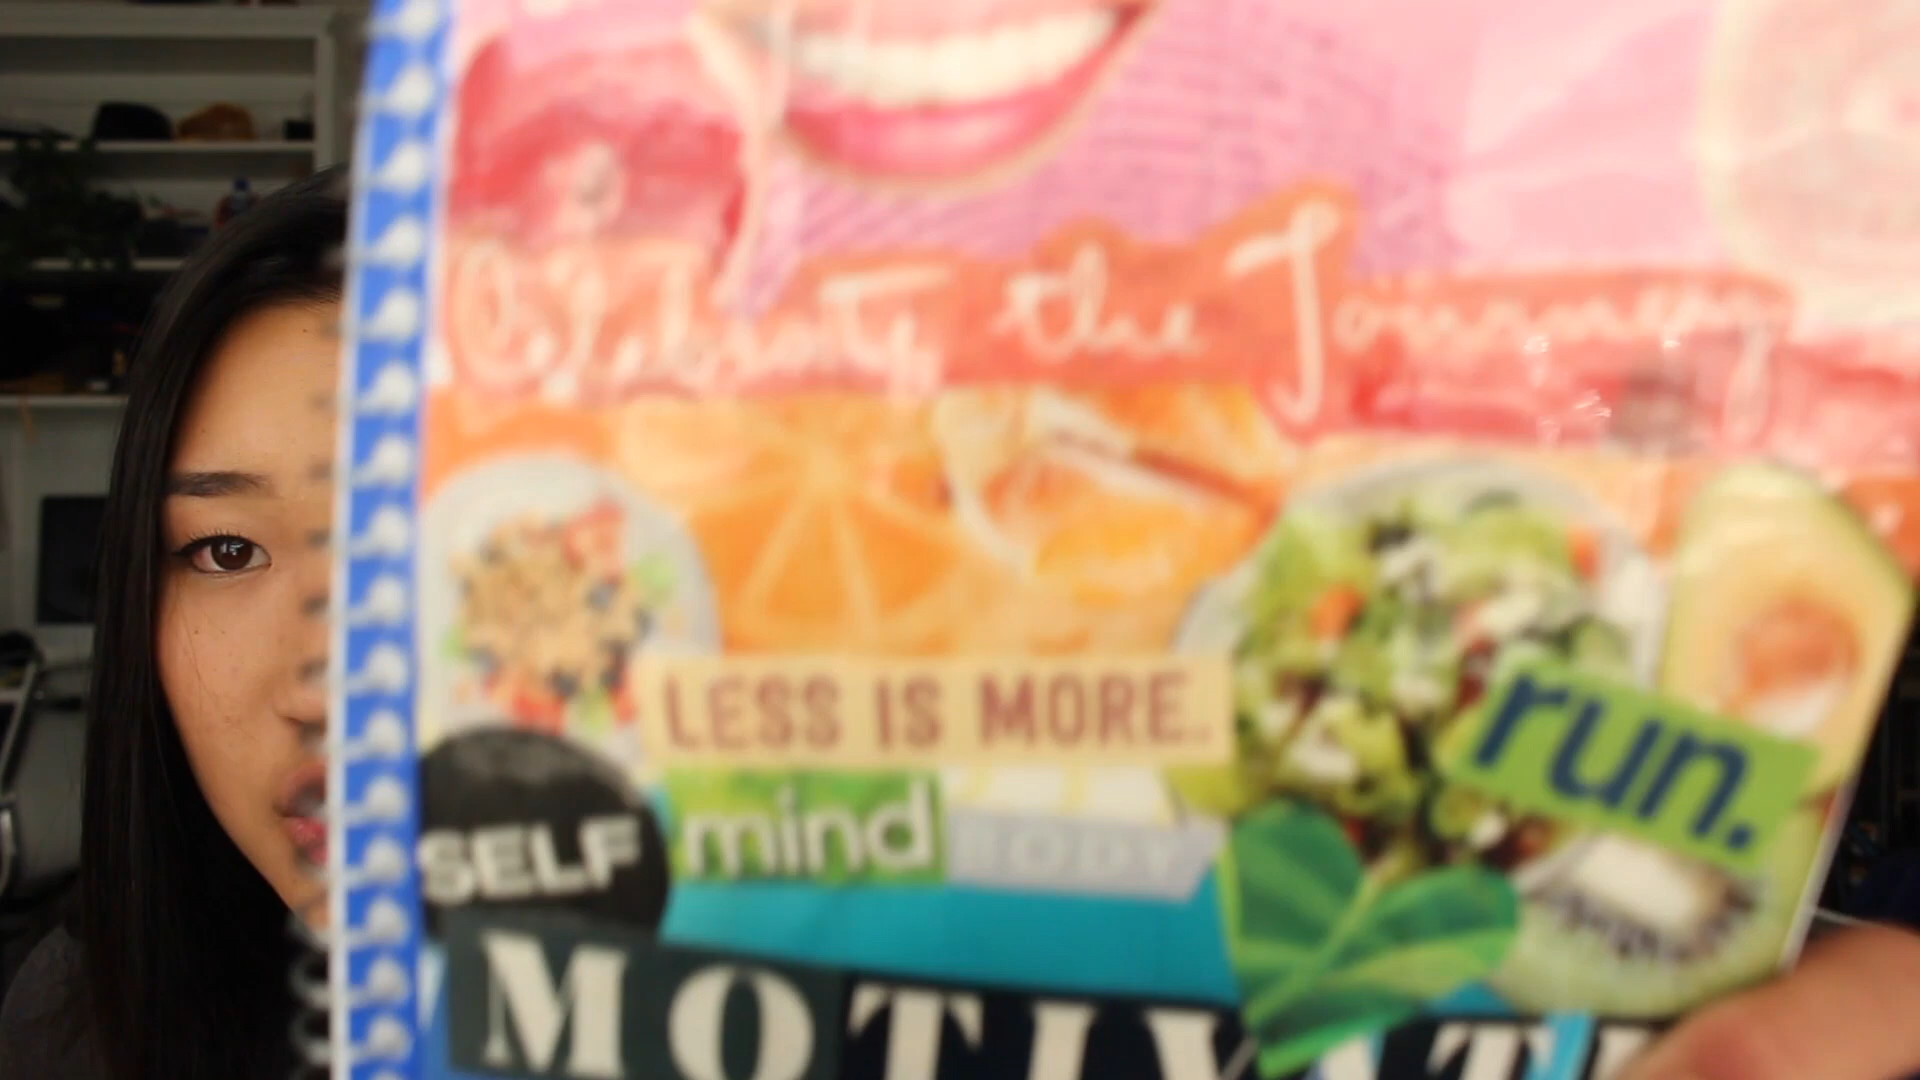 Celebrate the Journey
LESS IS MORE.
run.
SELF mind BODY
MOTIVAT